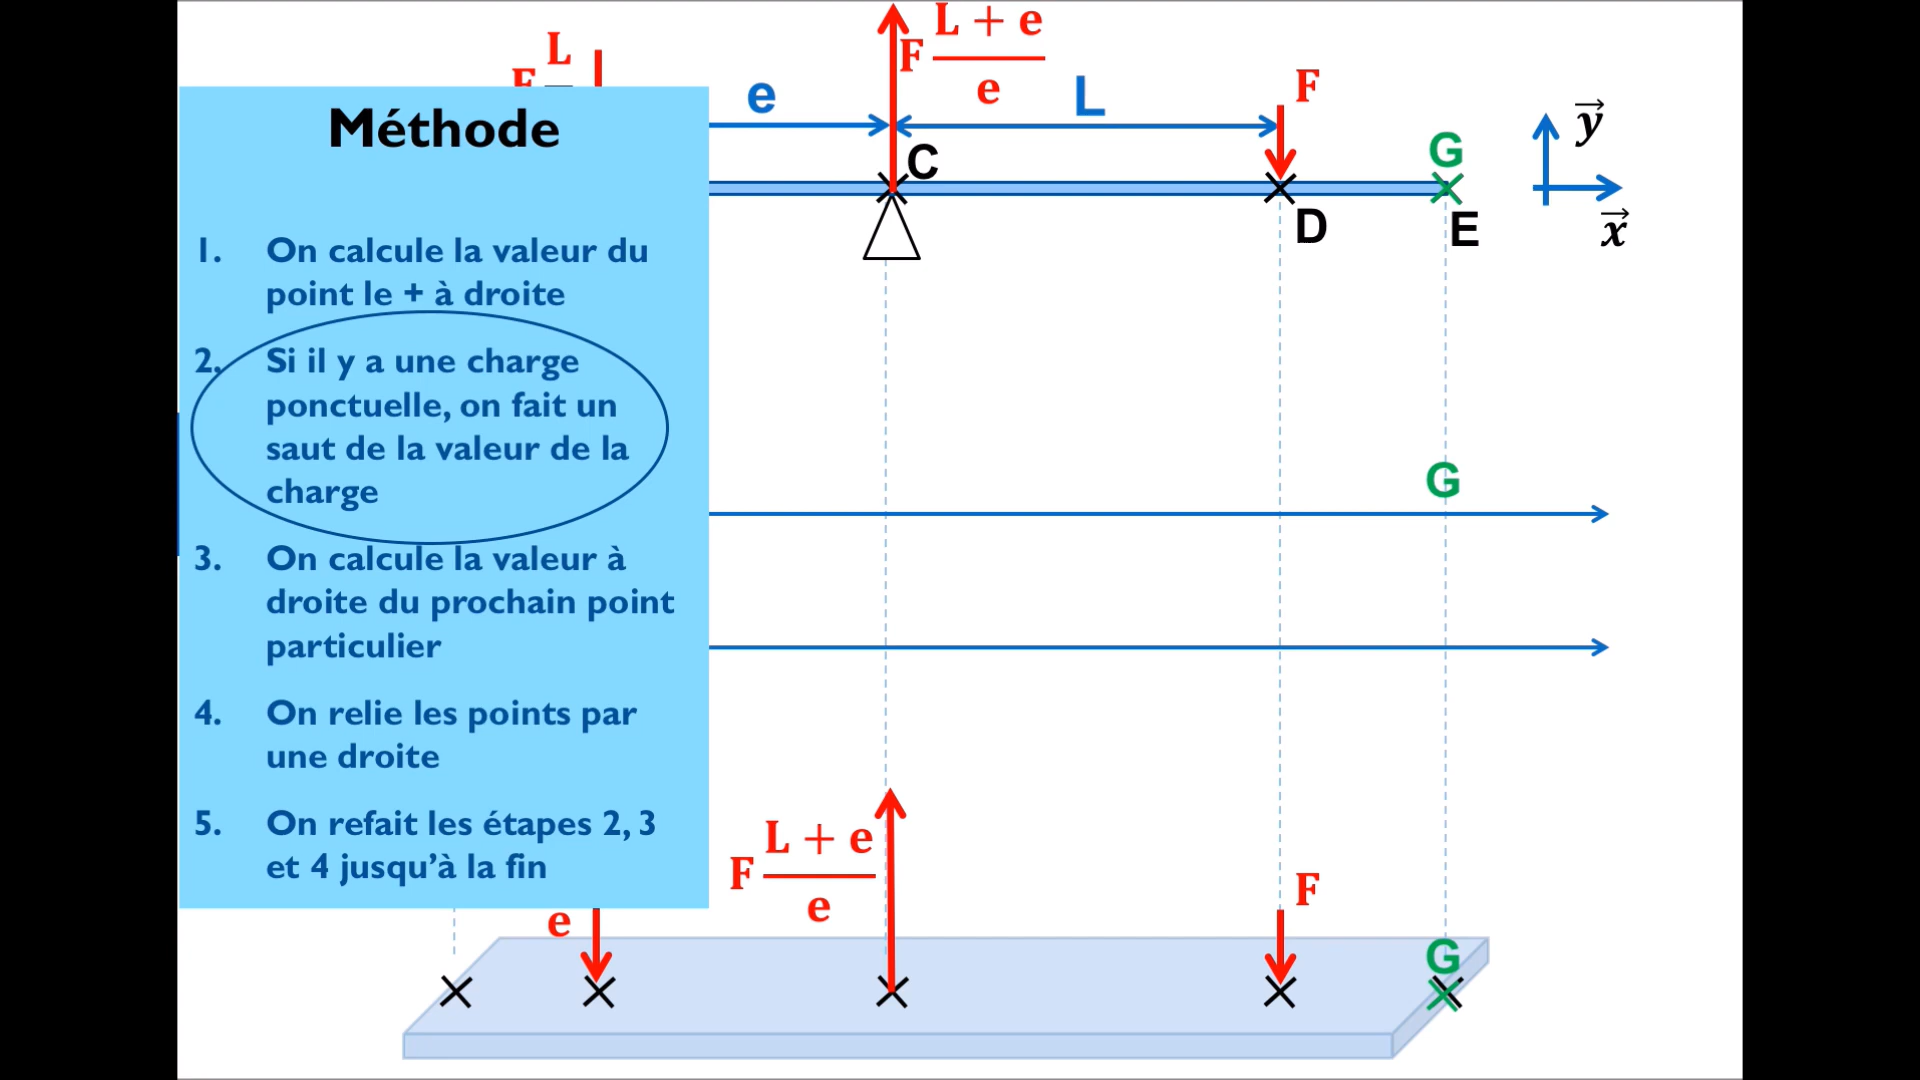 L
F
F L + e
e
e
L
F
Méthode
y
G
C
D
E
x
1. On calcule la valeur du
point le + à droite
2. Si il y a une charge
ponctuelle, on fait un
saut de la valeur de la
charge
G
3. On calcule la valeur à
droite du prochain point
particulier
4. On relie les points par
une droite
5. On refait les étapes 2, 3
et 4 jusqu'à la fin
F L + e
e
F
e
G